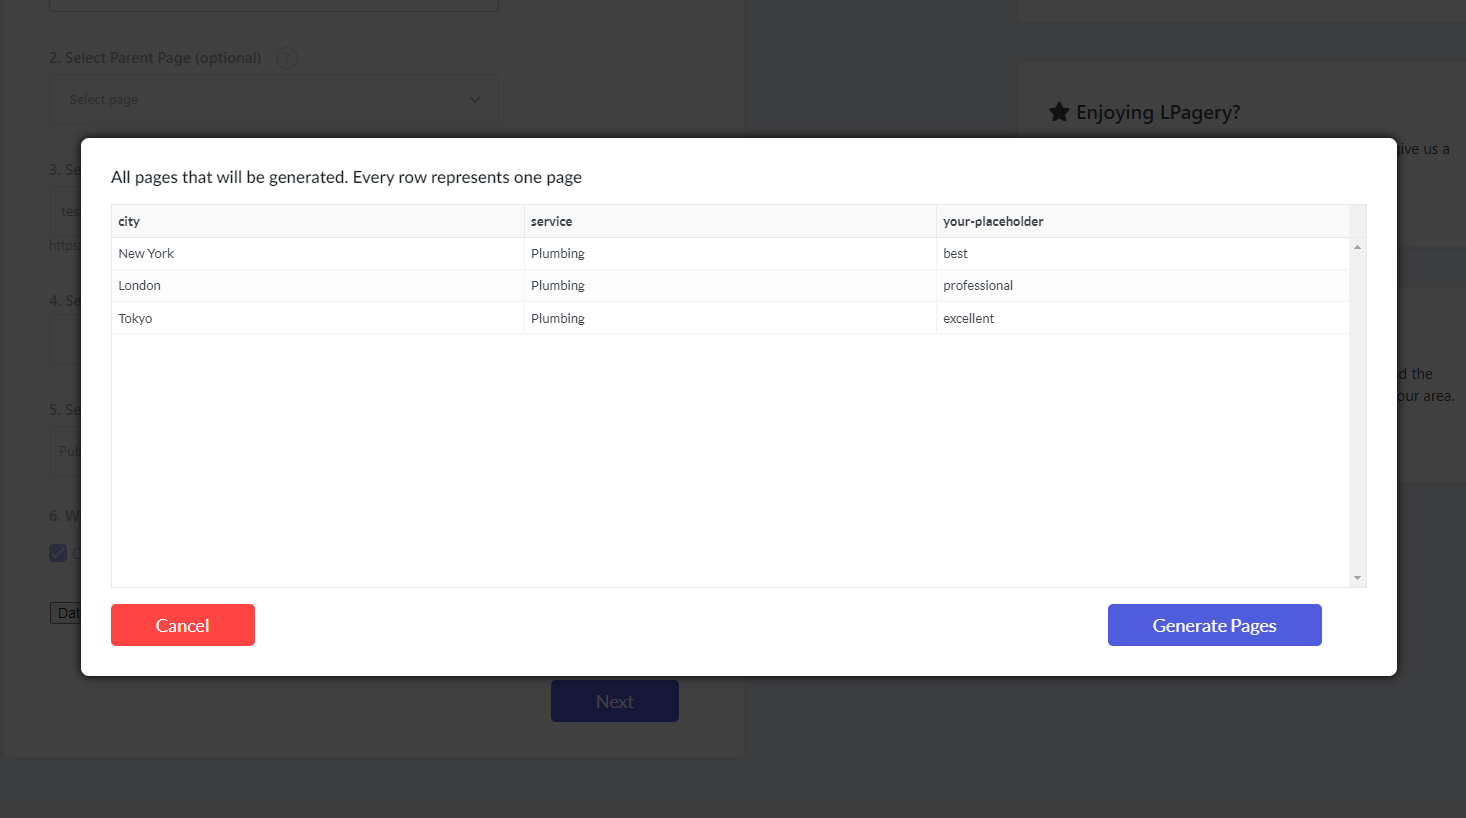 2. Select Parent Page (optional) ?
Select page
Enjoying LPagery?
give us a
3. Se
All pages that will be generated. Every row represents one page
city service your-placeholder
New York Plumbing best
London Plumbing professional
Tokyo Plumbing excellent
tes
https:
4. Se
d the
our area.
5. Se
Pub
6. W
Dat
Cancel Generate Pages
Next